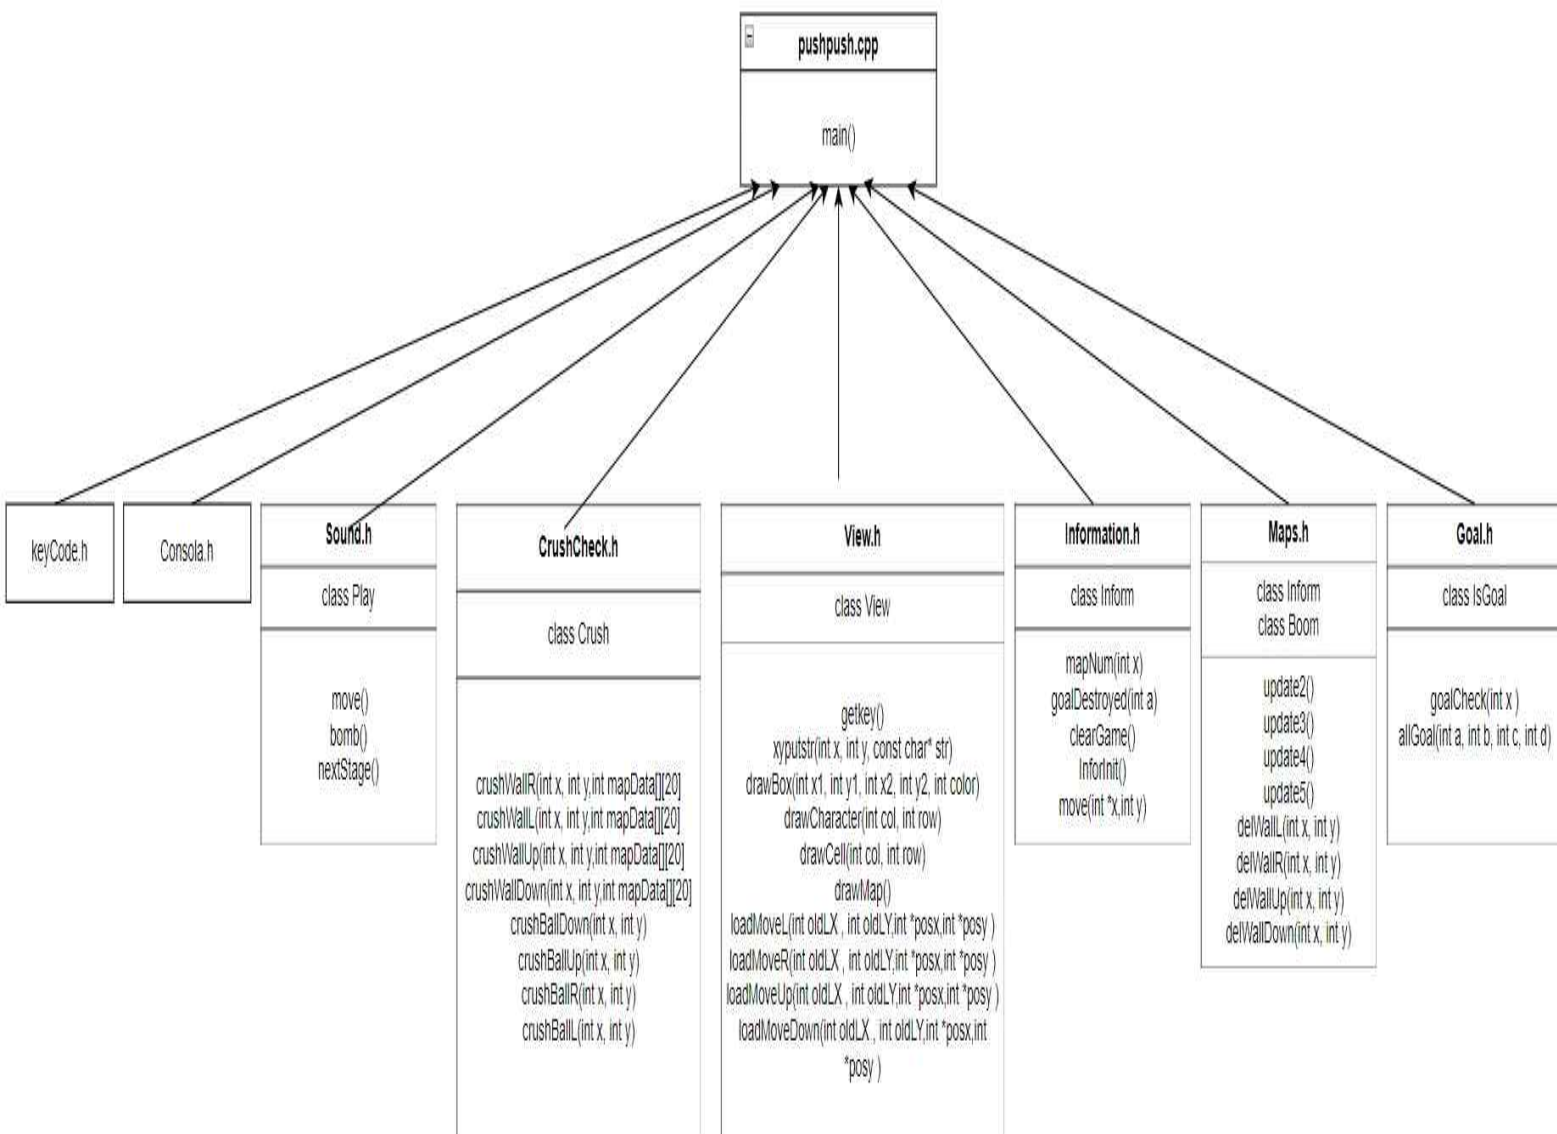 pushpush.cpp
main()
keyCode.h
Consola.h
Sound.h
class Play
move()
bomb()
nextStage()
CrushCheck.h
class Crush
crushWallR(int x, int y,int mapData[][20]
crushWallL(int x, int y,int mapData[][20]
crushWallUp(int x, int y,int mapData[][20]
crushWallDown(int x, int y,int mapData[][20]
crushBallDown(int x, int y)
crushBallUp(int x, int y)
crushBallR(int x, int y)
crushBallL(int x, int y)
View.h
class View
getkey()
xyputstr(int x, int y, const char* str)
drawBox(int x1, int y1, int x2, int y2, int color)
drawCharacter(int col, int row)
drawCell(int col, int row)
drawMap()
loadMoveL(int oldLX , int oldLY,int *posx,int *posy )
loadMoveR(int oldLX , int oldLY,int *posx,int *posy )
loadMoveUp(int oldLX , int oldLY,int *posx,int *posy )
loadMoveDown(int oldLX , int oldLY,int *posx,int
*posy )
Information.h
class Inform
mapNum(int x)
goalDestroyed(int a)
clearGame()
InforInit()
move(int *x,int y)
Maps.h
class Inform
class Boom
update2()
update3()
update4()
update5()
delWallL(int x, int y)
delWallR(int x, int y)
delWallUp(int x, int y)
delWallDown(int x, int y)
Goal.h
class IsGoal
goalCheck(int x )
allGoal(int a, int b, int c, int d)